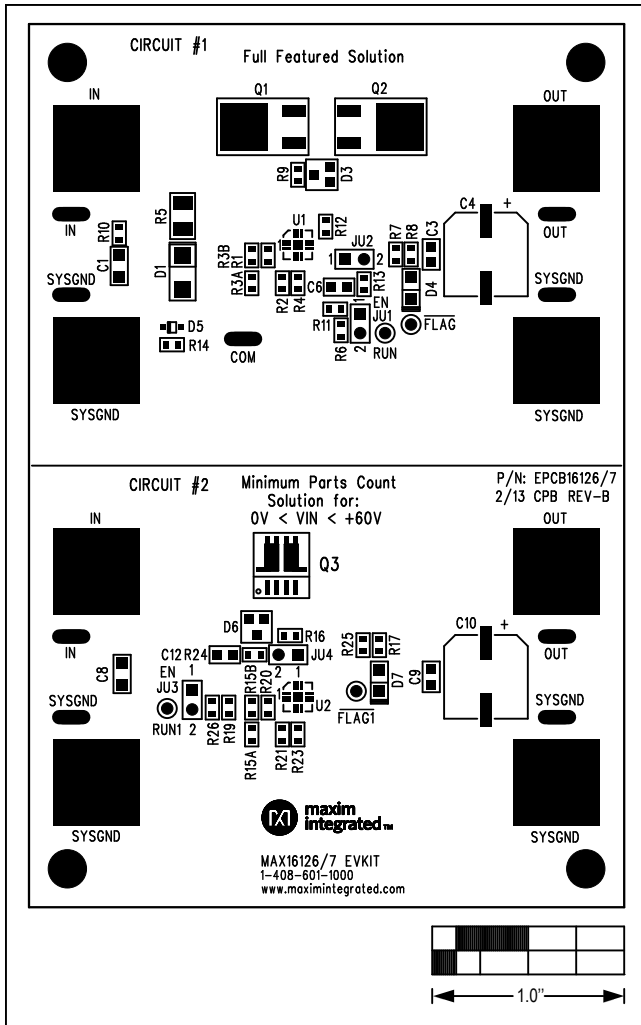 CIRCUIT #1
Full Featured Solution
Q1
Q2
IN
OUT
R9
D3
IN
R10
C1
R5
D1
R3B
R1
R3A
U1
1
R12
JU2
1
2
R7
R8
C3
C4
+
OUT
SYSGND
R2
R4
C6
R13
D4
SYSGND
D5
R14
COM
R11
R6
1
EN
JU1
2
RUN
FLAG
SYSGND
SYSGND
CIRCUIT #2
Minimum Parts Count
Solution for:
0V < VIN < +60V
P/N: EPCB16126/7
2/13 CPB REV-B
IN
OUT
Q3
D6
R16
C12
R24
R15B
R20
2
1
JU4
R25
R17
C10
+
IN
OUT
C8
EN
JU3
1
2
RUN1
1
U2
D7
C9
FLAG1
SYSGND
SYSGND
R26
R19
R15A
R21
R23
SYSGND
SYSGND
maxim
integrated™
MAX16126/7 EVKIT
1-408-601-1000
www.maximintegrated.com
1.0”